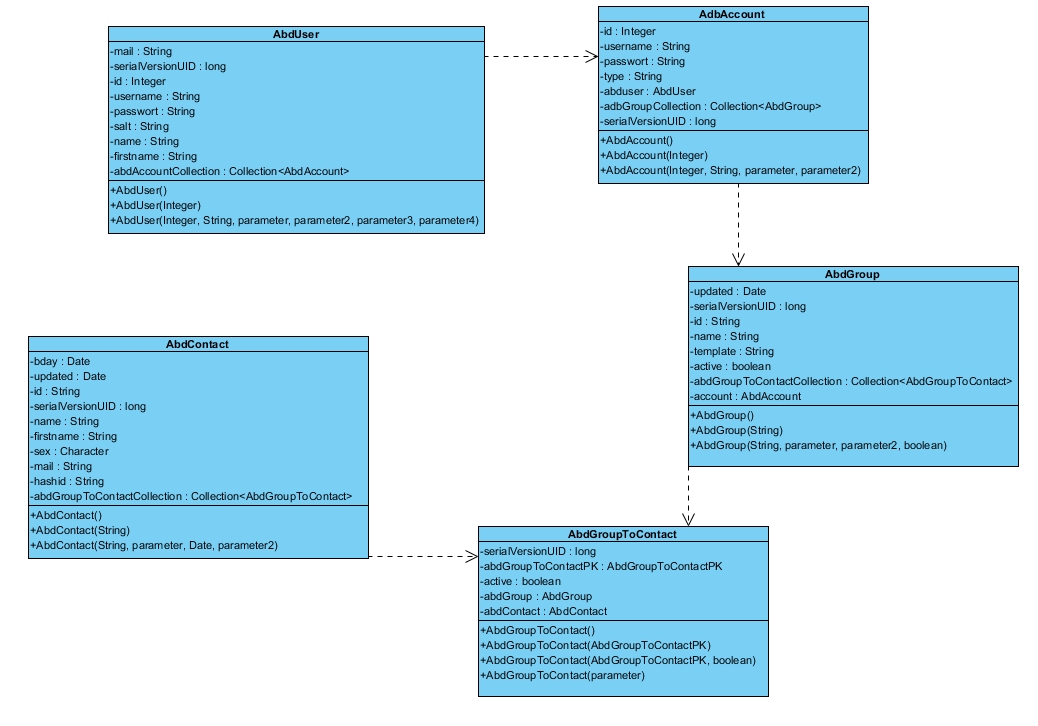 AbdUser
-mail : String
-serialVersionUID : long
-id : Integer
-username : String
-passwort : String
-salt : String
-name : String
-firstname : String
-abdAccountCollection : Collection<AbdAccount>
+AbdUser()
+AbdUser(Integer)
+AbdUser(Integer, String, parameter, parameter2, parameter3, parameter4)
AdbAccount
-id : Integer
-username : String
-passwort : String
-type : String
-abduser : AbdUser
-adbGroupCollection : Collection<AbdGroup>
-serialVersionUID : long
+AbdAccount()
+AbdAccount(Integer)
+AbdAccount(Integer, String, parameter, parameter2)
AbdGroup
-updated : Date
-serialVersionUID : long
-id : String
-name : String
-template : String
-active : boolean
-abdGroupToContactCollection : Collection<AbdGroupToContact>
-account : AbdAccount
+AbdGroup()
+AbdGroup(String)
+AbdGroup(String, parameter, parameter2, boolean)
AbdContact
-bday : Date
-updated : Date
-id : String
-serialVersionUID : long
-name : String
-firstname : String
-sex : Character
-mail : String
-hashid : String
-abdGroupToContactCollection : Collection<AbdGroupToContact>
+AbdContact()
+AbdContact(String)
+AbdContact(String, parameter, Date, parameter2)
AbdGroupToContact
-serialVersionUID : long
-abdGroupToContactPK : AbdGroupToContactPK
-active : boolean
-abdGroup : AbdGroup
-abdContact : AbdContact
+AbdGroupToContact()
+AbdGroupToContact(AbdGroupToContactPK)
+AbdGroupToContact(AbdGroupToContactPK, boolean)
+AbdGroupToContact(parameter)